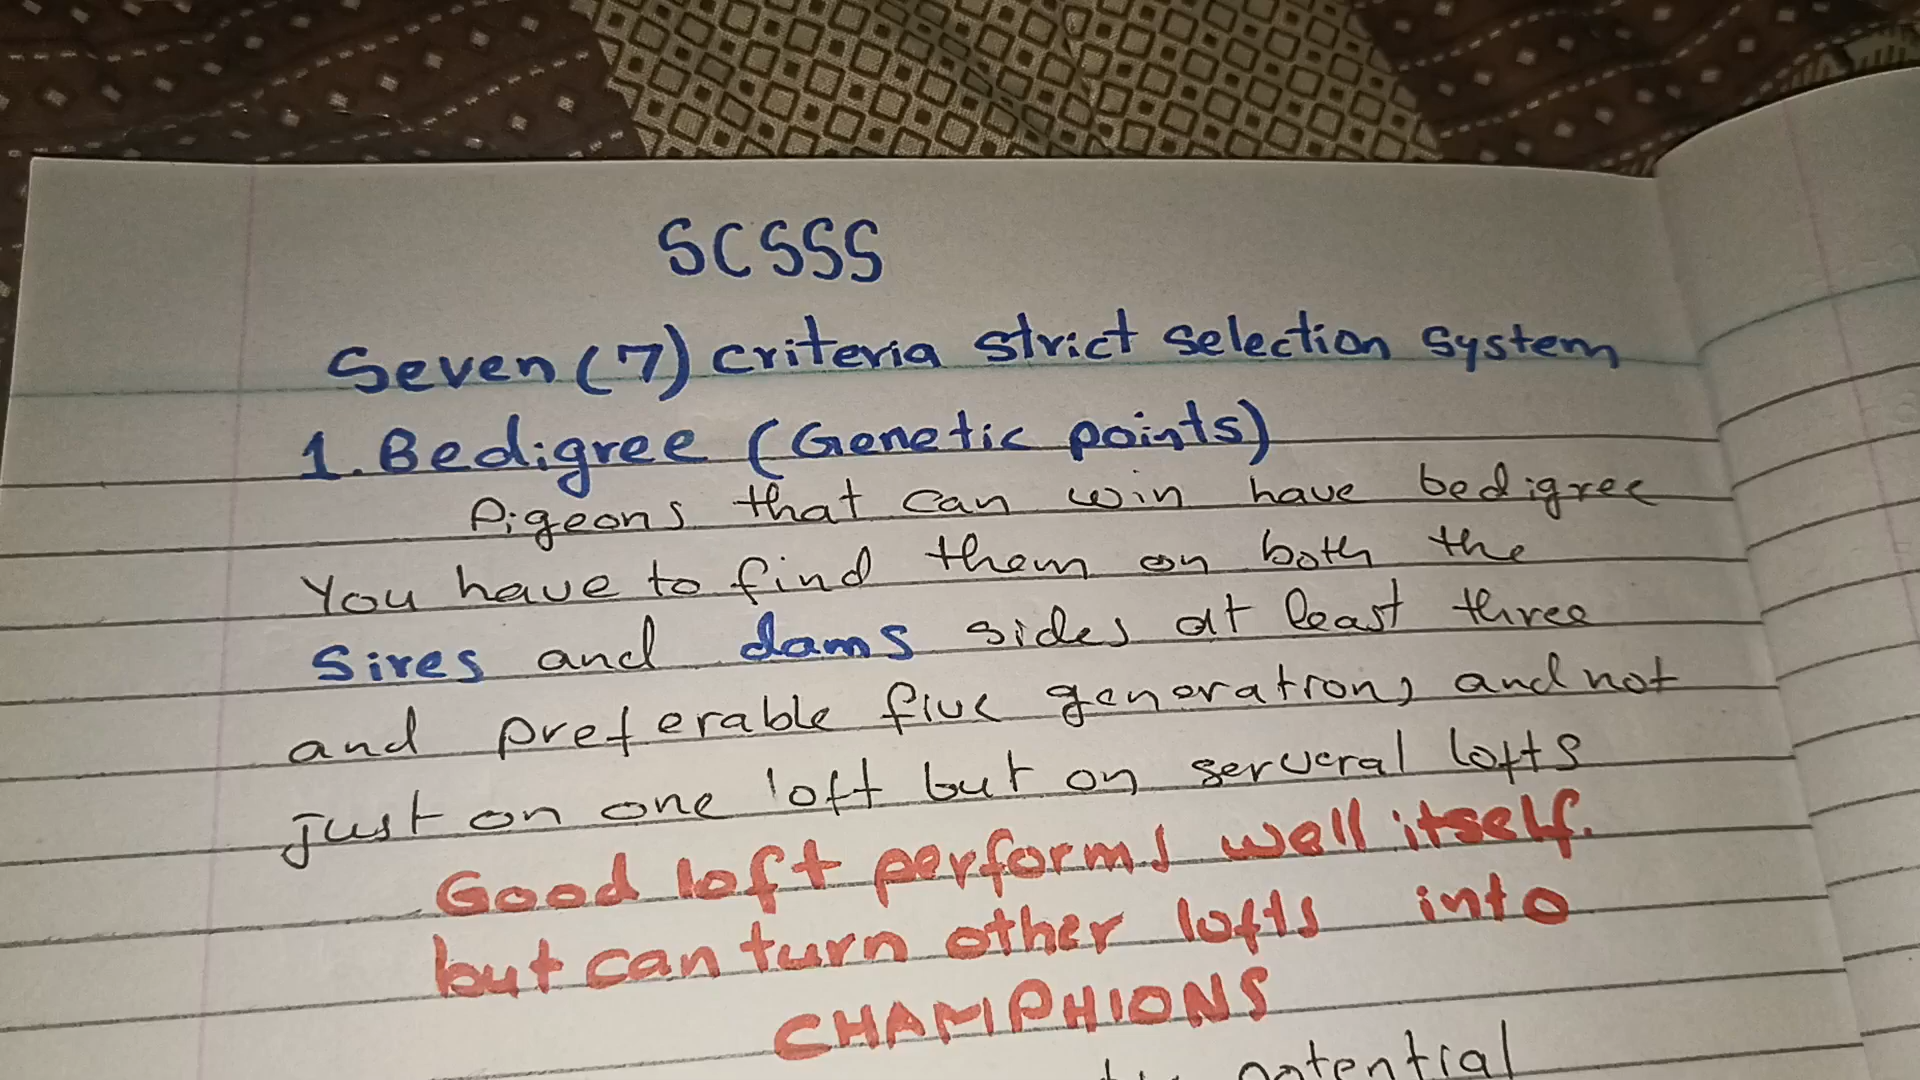 SCSSS
Seven (7) criteria strict selection system
1. Bedigree (Genetic points)
Pigeons that can win have bedigree
You have to find them on both the
sires and dams sides at least three
and preferable five generations and not
just on one loft but on serveral lofts
Good loft performs well itself.
but can turn other lofts into
CHAMPHIONS
potential